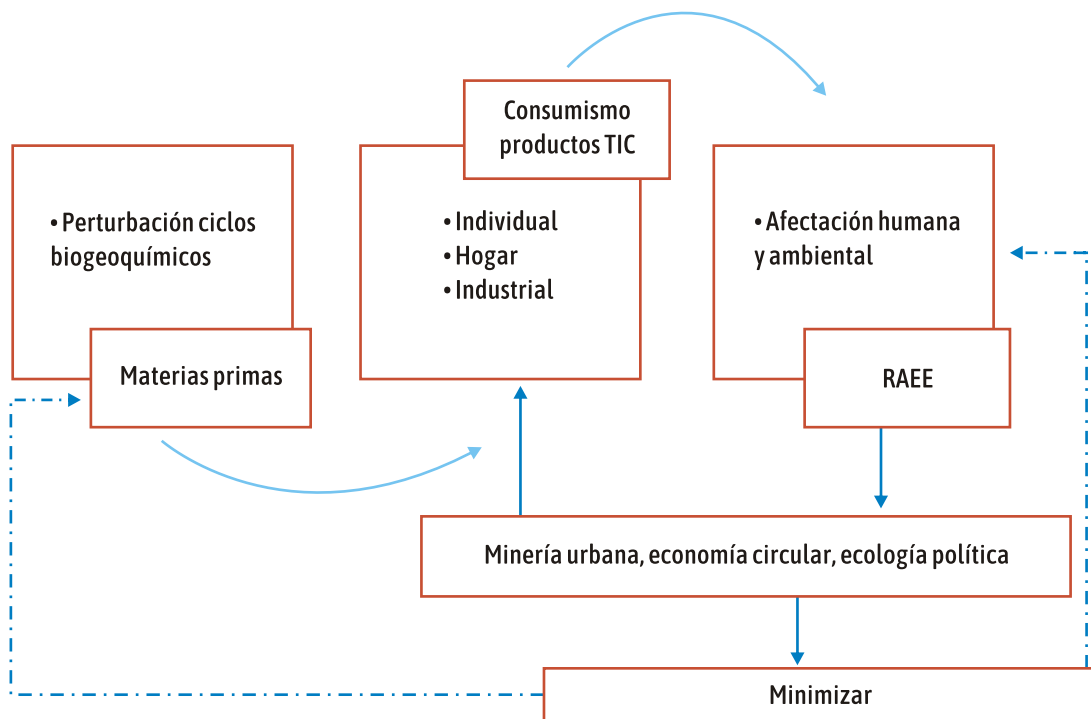 Consumismo
productos TIC
• Perturbación ciclos
biogeoquímicos
Materias primas
• Individual
• Hogar
• Industrial
• Afectación humana
y ambiental
RAEE
Minería urbana, economía circular, ecología política
Minimizar